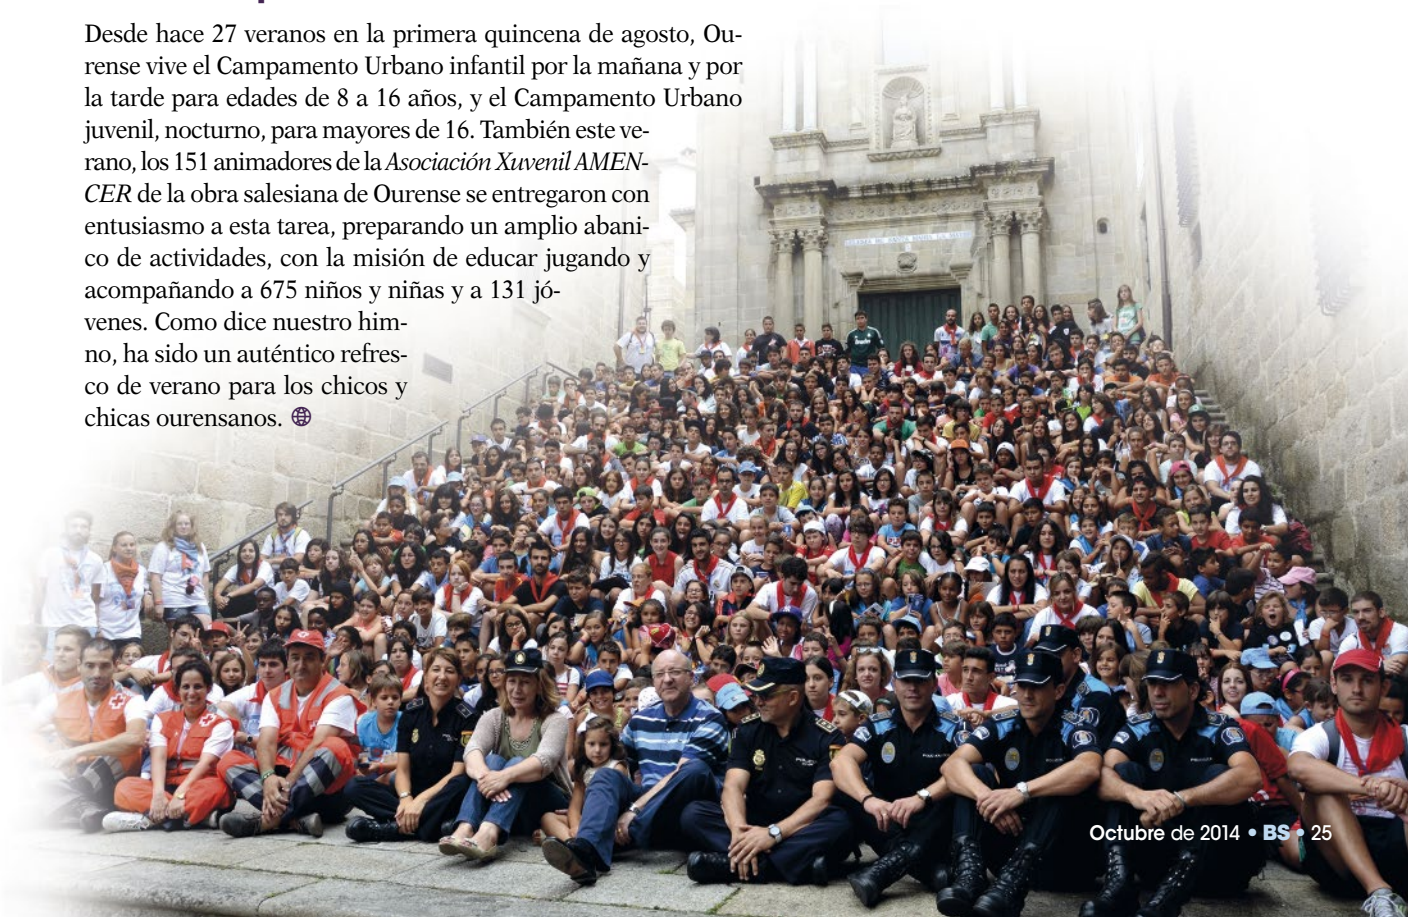 Desde hace 27 veranos en la primera quincena de agosto, Ou-
rense vive el Campamento Urbano infantil por la mañana y por
la tarde para edades de 8 a 16 años, y el Campamento Urbano
juvenil, nocturno, para mayores de 16. También este ve-
rano, los 151 animadores de la Asociación Xuvenil AMEN-
CER de la obra salesiana de Ourense se entregaron con
entusiasmo a esta tarea, preparando un amplio abani-
co de actividades, con la misión de educar jugando y
acompañando a 675 niños y niñas y a 131 jó-
venes. Como dice nuestro him-
no, ha sido un auténtico refres-
co de verano para los chicos y
chicas ourensanos.
Octubre de 2014 • BS • 25